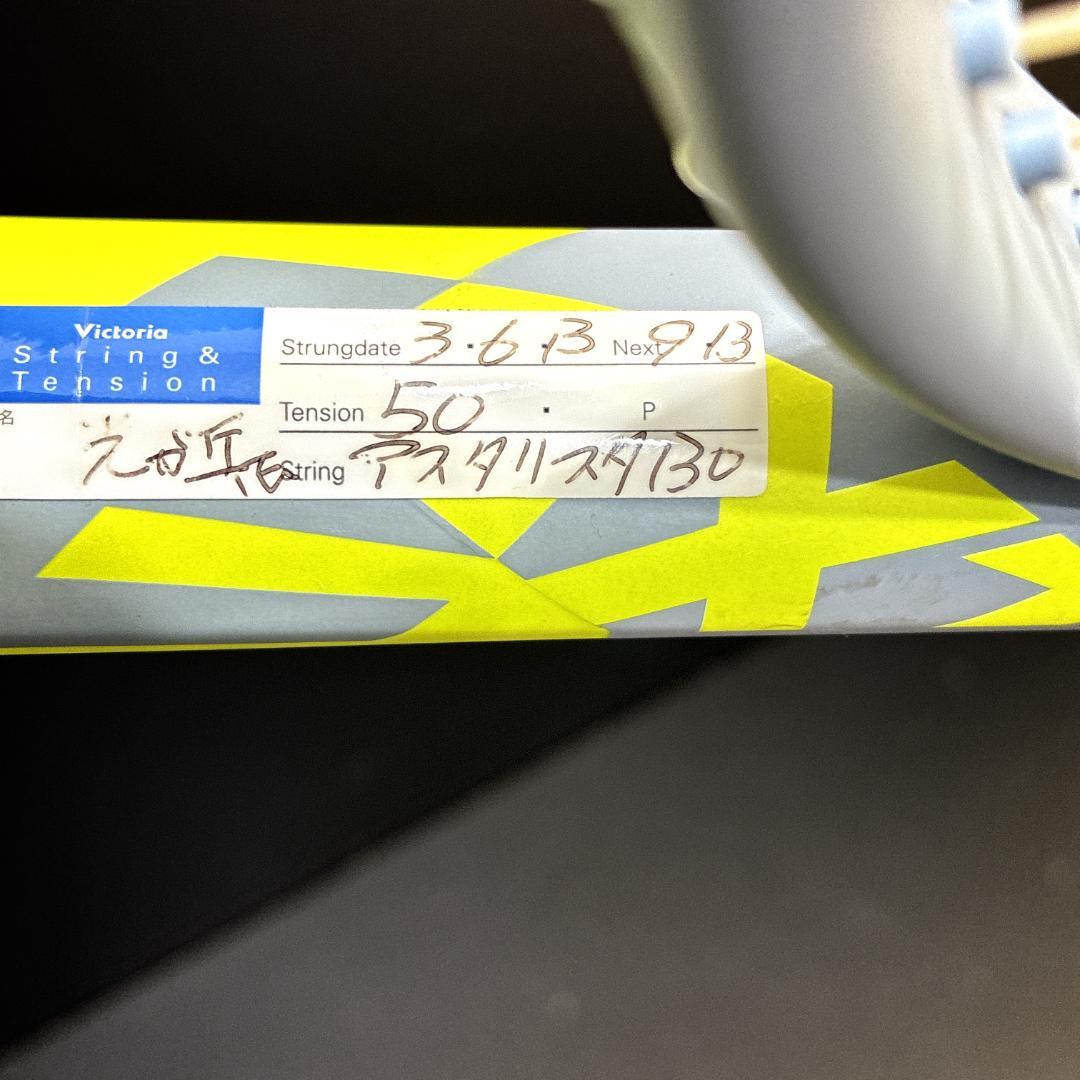 Victoria
String &
Tension
名
Strungdate 3・6・13 Next 9・13
Tension 50 ・ P
String アスタリスタ130